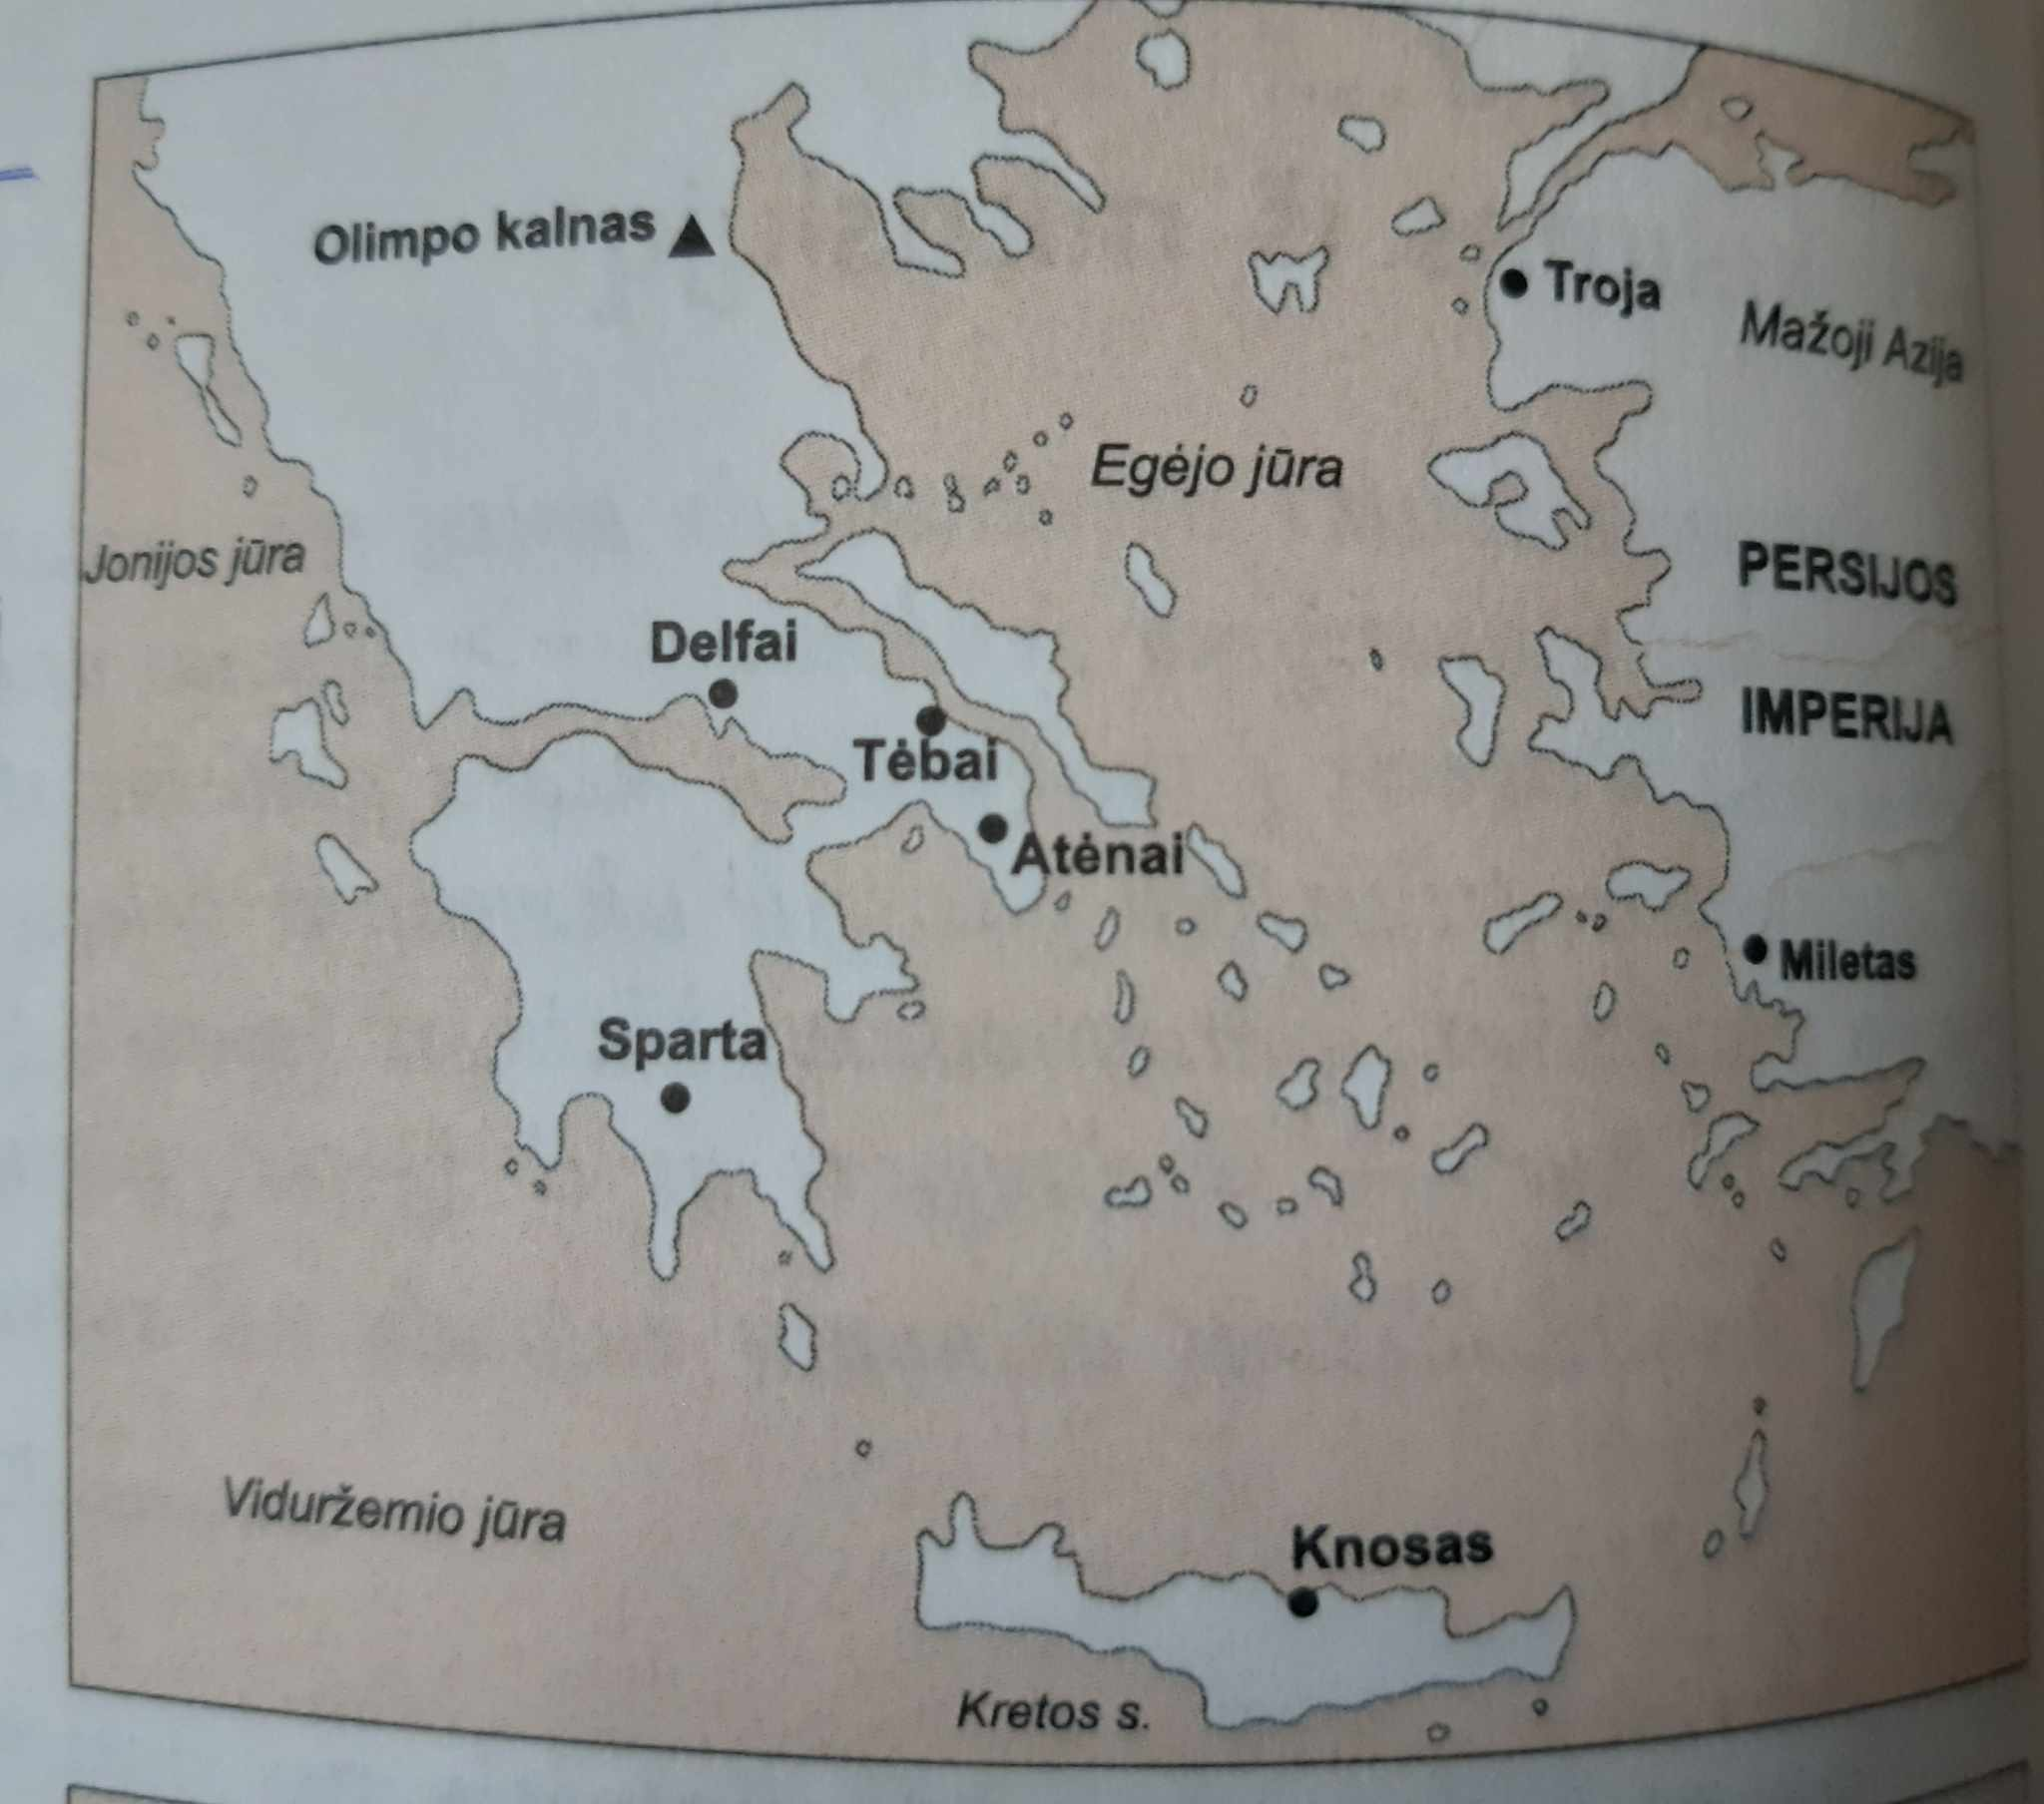 Olimpo kalnas
Troja
Mažoji Azija
Egėjo jūra
Jonijos jūra
PERSIJOS
IMPERIJA
Delfai
Tėbai
Atėnai
Miletas
Sparta
Viduržemio jūra
Knosas
Kretos s.